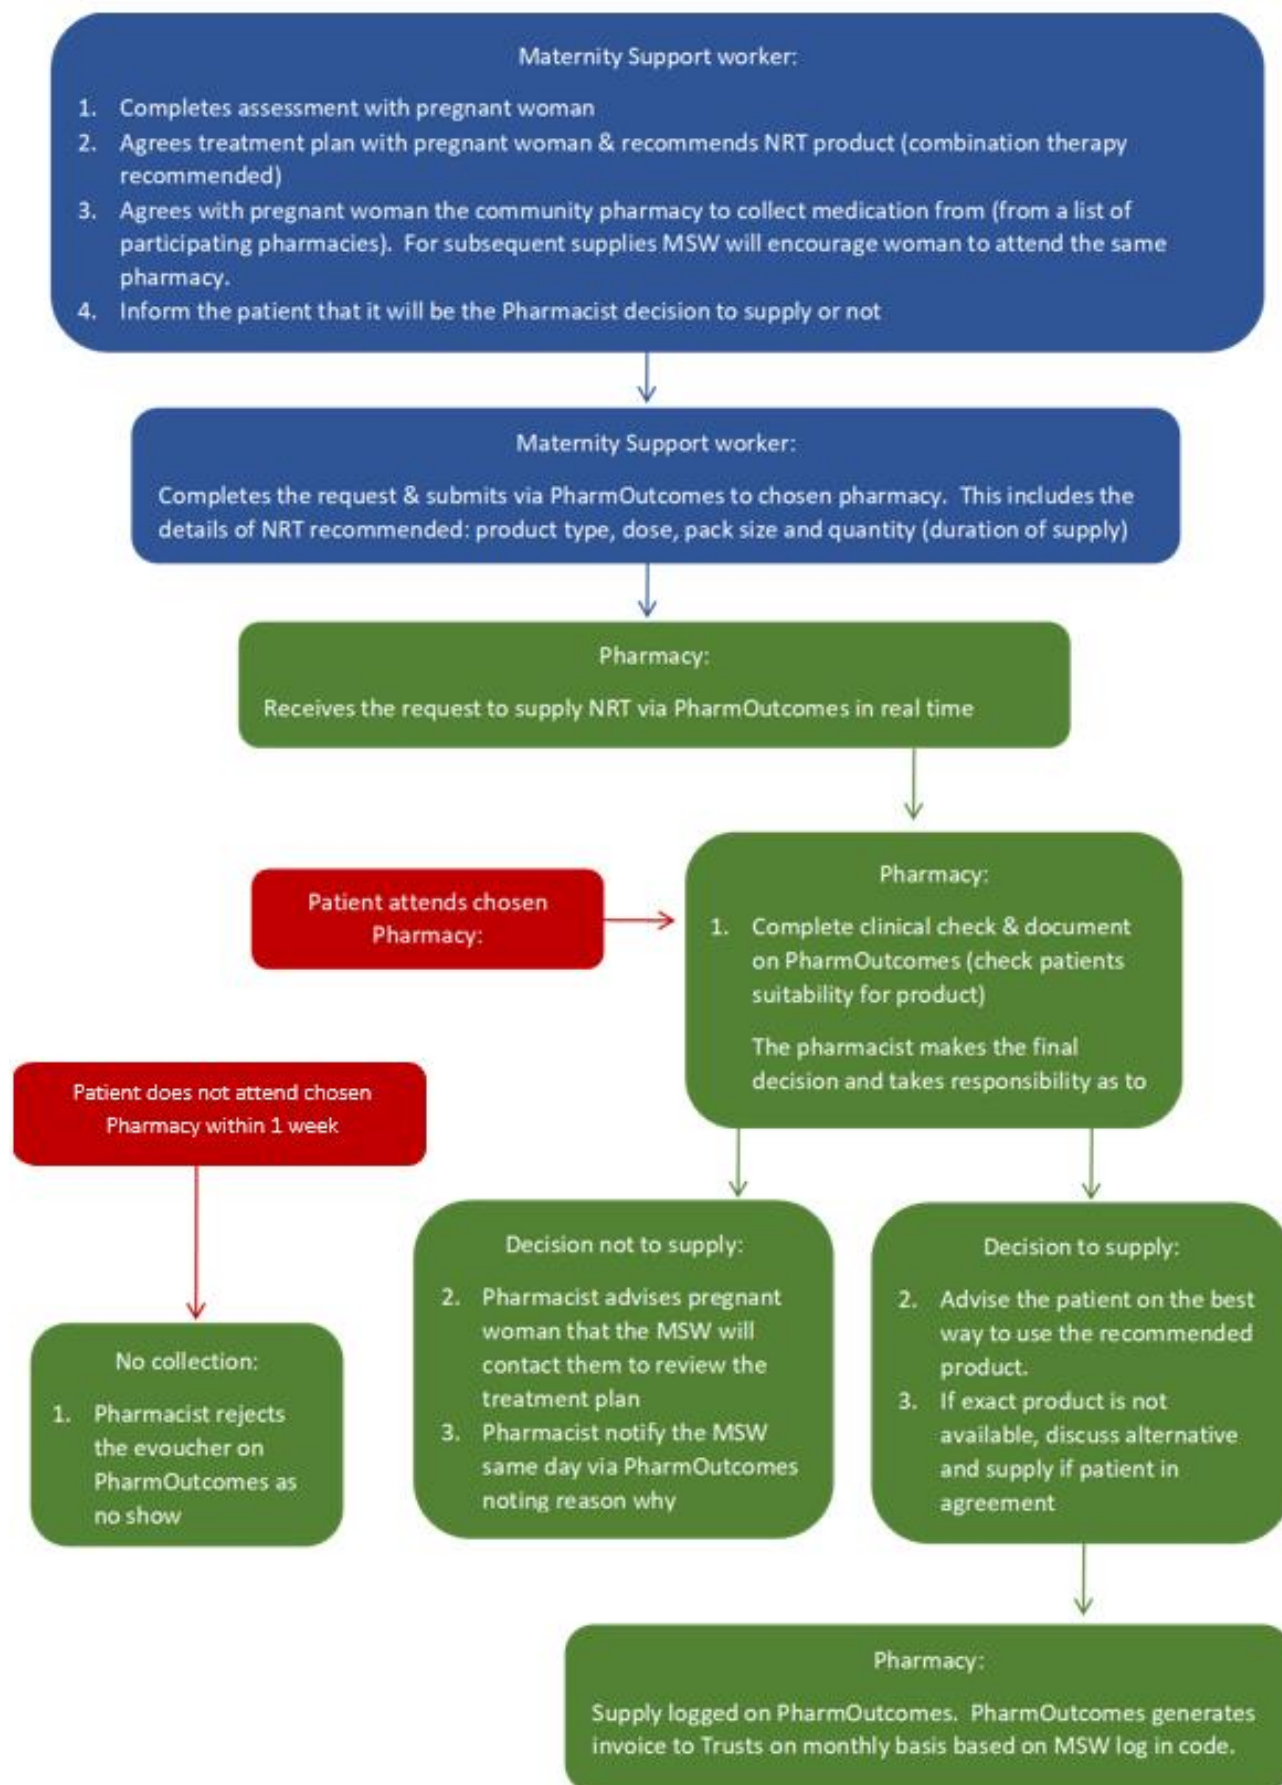 Maternity Support worker:
1. Completes assessment with pregnant woman
2. Agrees treatment plan with pregnant woman & recommends NRT product (combination therapy
recommended)
3. Agrees with pregnant woman the community pharmacy to collect medication from (from a list of
participating pharmacies). For subsequent supplies MSW will encourage woman to attend the same
pharmacy.
4. Inform the patient that it will be the Pharmacist decision to supply or not
Maternity Support worker:
Completes the request & submits via PharmOutcomes to chosen pharmacy. This includes the
details of NRT recommended: product type, dose, pack size and quantity (duration of supply)
Pharmacy:
Receives the request to supply NRT via PharmOutcomes in real time
Patient attends chosen
Pharmacy:
Pharmacy:
1. Complete clinical check & document
on PharmOutcomes (check patients
suitability for product)
The pharmacist makes the final
decision and takes responsibility as to
Patient does not attend chosen
Pharmacy within 1 week
No collection:
1. Pharmacist rejects
the evoucher on
PharmOutcomes as
no show
Decision not to supply:
2. Pharmacist advises pregnant
woman that the MSW will
contact them to review the
treatment plan
3. Pharmacist notify the MSW
same day via PharmOutcomes
noting reason why
Decision to supply:
2. Advise the patient on the best
way to use the recommended
product.
3. If exact product is not
available, discuss alternative
and supply if patient in
agreement
Pharmacy:
Supply logged on PharmOutcomes. PharmOutcomes generates
invoice to Trusts on monthly basis based on MSW log in code.